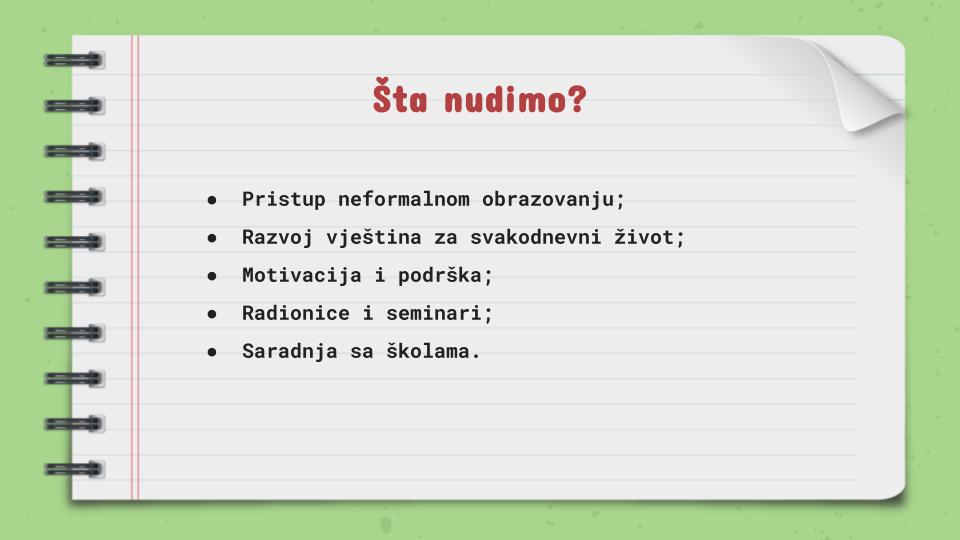 Šta nudimo?
● Pristup neformalnom obrazovanju;
● Razvoj vještina za svakodnevni život;
● Motivacija i podrška;
● Radionice i seminari;
● Saradnja sa školama.